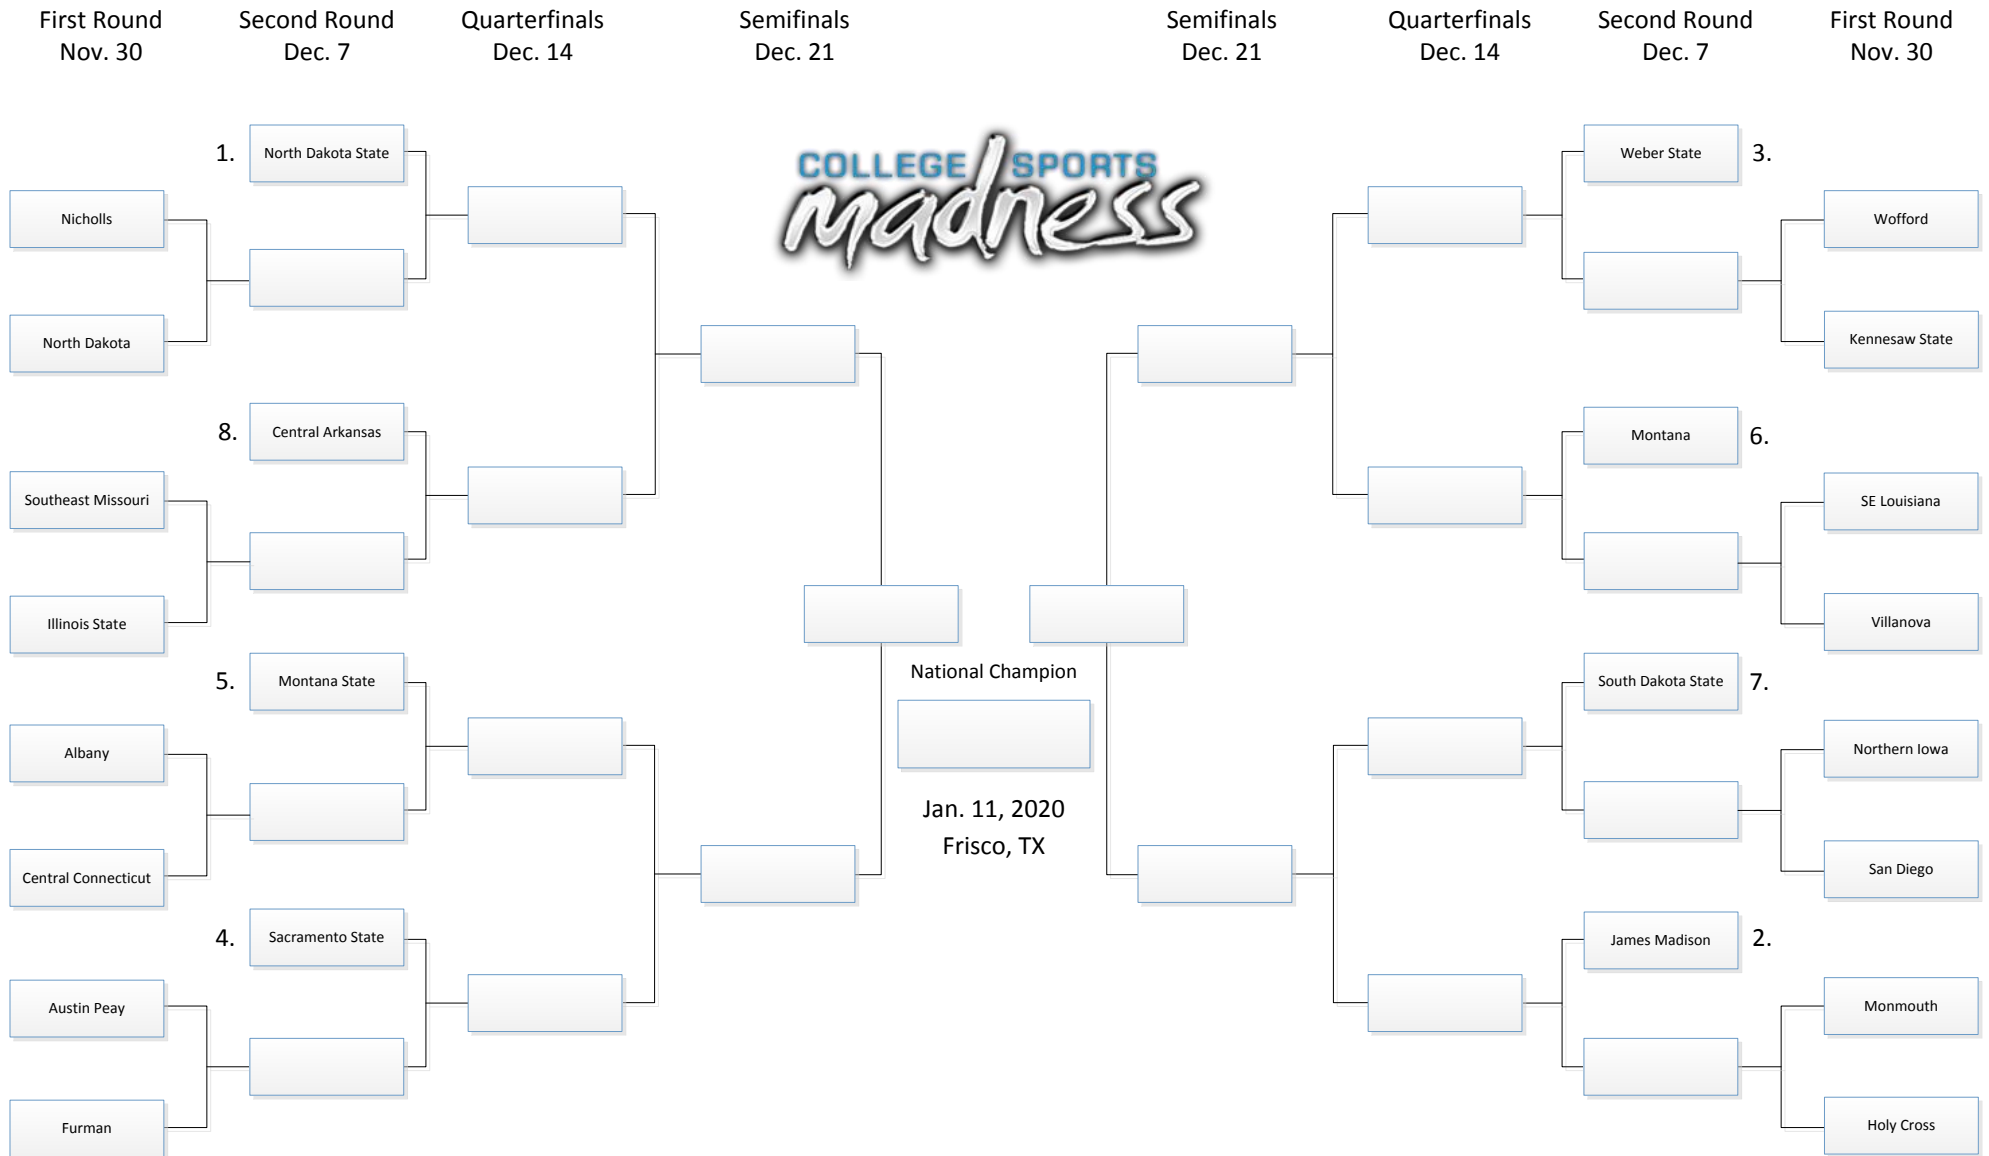 First Round
Nov. 30
Second Round
Dec. 7
Quarterfinals
Dec. 14
Semifinals
Dec. 21
Semifinals
Dec. 21
Quarterfinals
Dec. 14
Second Round
Dec. 7
First Round
Nov. 30
COLLEGE SPORTS
madness
1. North Dakota State
Nicholls
North Dakota
8. Central Arkansas
Southeast Missouri
Illinois State
5. Montana State
Albany
Central Connecticut
4. Sacramento State
Austin Peay
Furman
National Champion
Jan. 11, 2020
Frisco, TX
Weber State 3.
Wofford
Kennesaw State
Montana 6.
SE Louisiana
Villanova
South Dakota State 7.
Northern Iowa
San Diego
James Madison 2.
Monmouth
Holy Cross